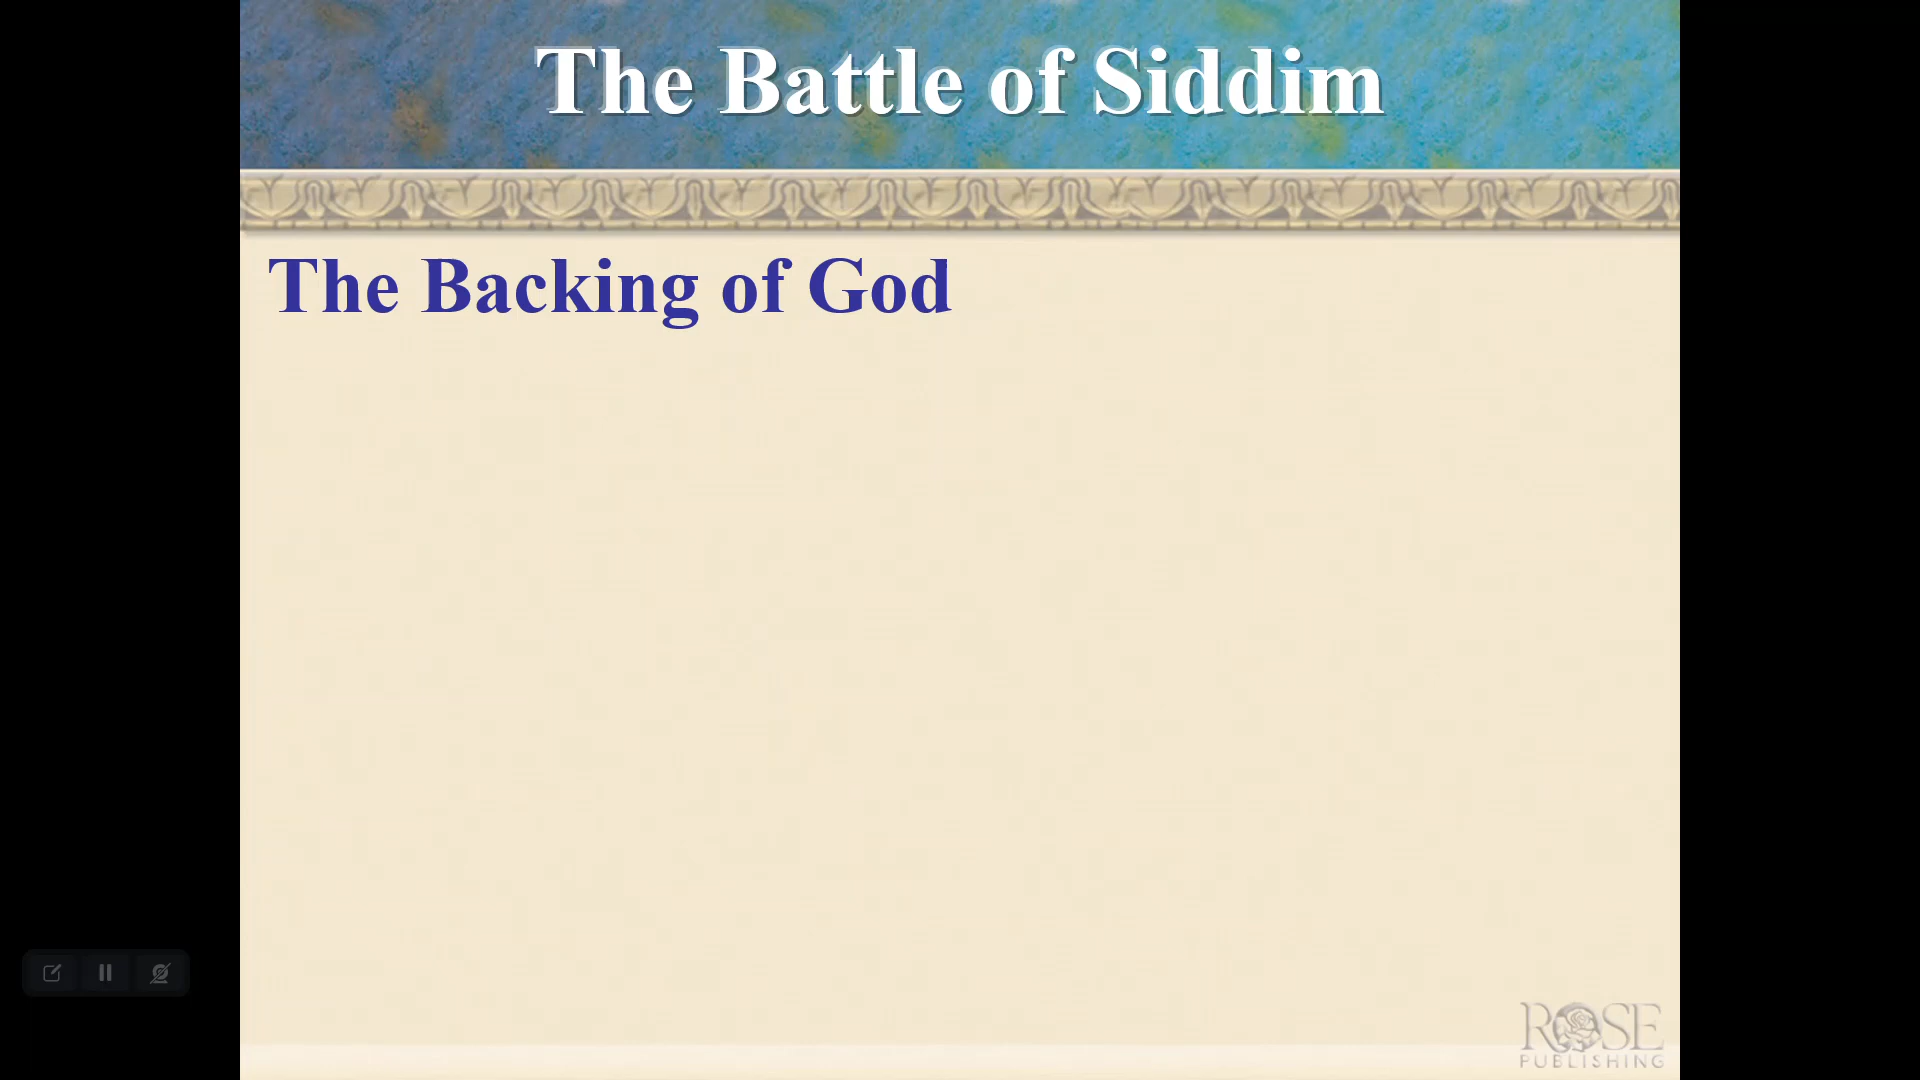 The Battle of Siddim
The Backing of God
ROSE
PUBLISHING